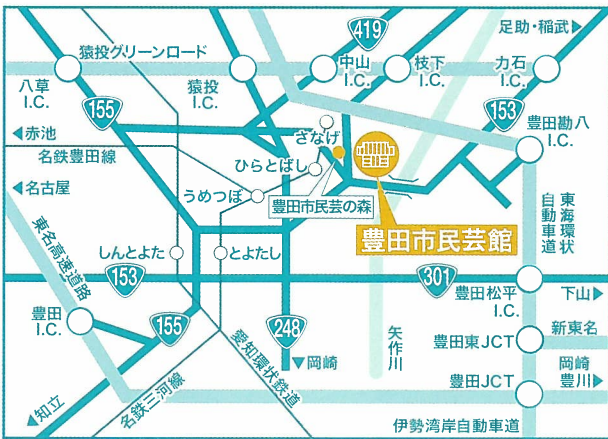 419
足助・稲武▶
猿投グリーンロード
八草
I.C.
猿投
I.C.
中山
I.C.
枝下
I.C.
力石
I.C.
155
153
豊田勘八
I.C.
◀赤池
名鉄豊田線
さなげ
ひらとばし
◀名古屋
うめつぼ
豊田市民芸の森
豊田市民芸館
東海環状
自動車道
東名高速道路
しんとよた
とよたし
153
301
豊田松平
I.C.
下山▶
豊田
I.C.
155
248
▼岡崎
矢作川
豊田東JCT
新東名
愛知環状鉄道
名鉄三河線
豊田JCT
岡崎
豊川▶
◀知立
伊勢湾岸自動車道